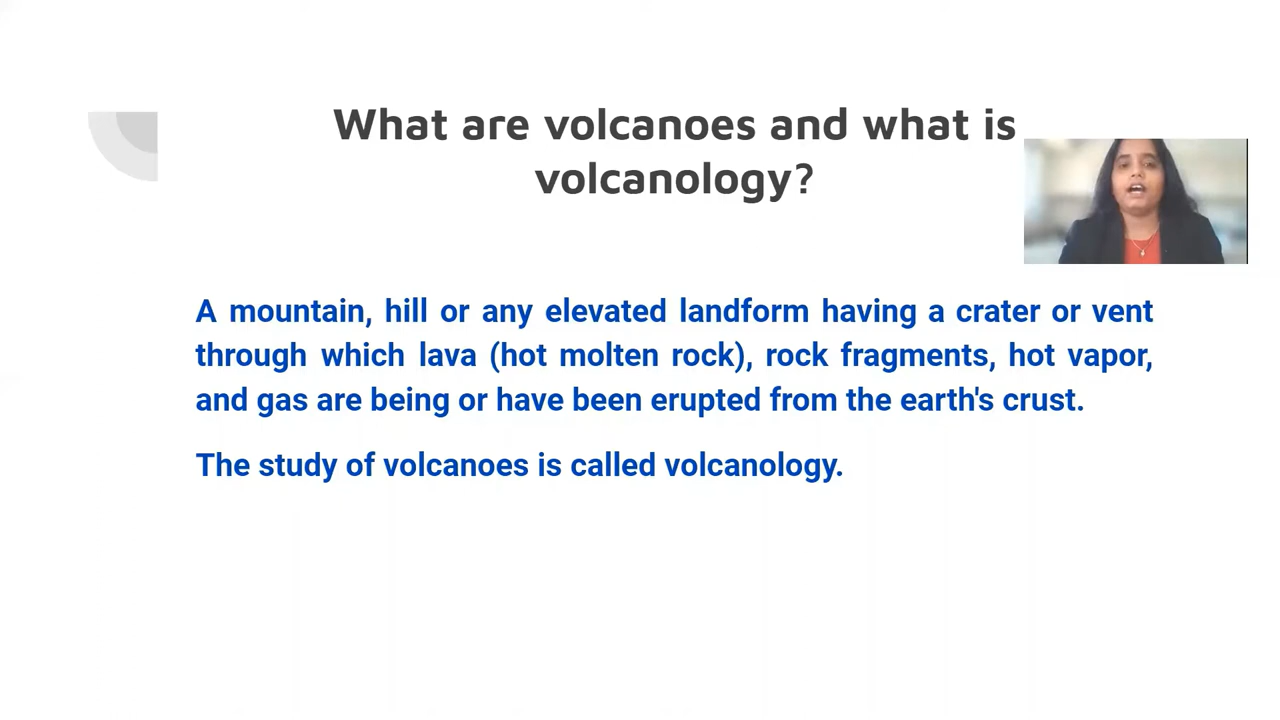 What are volcanoes and what is
volcanology?
A mountain, hill or any elevated landform having a crater or vent
through which lava (hot molten rock), rock fragments, hot vapor,
and gas are being or have been erupted from the earth's crust.
The study of volcanoes is called volcanology.